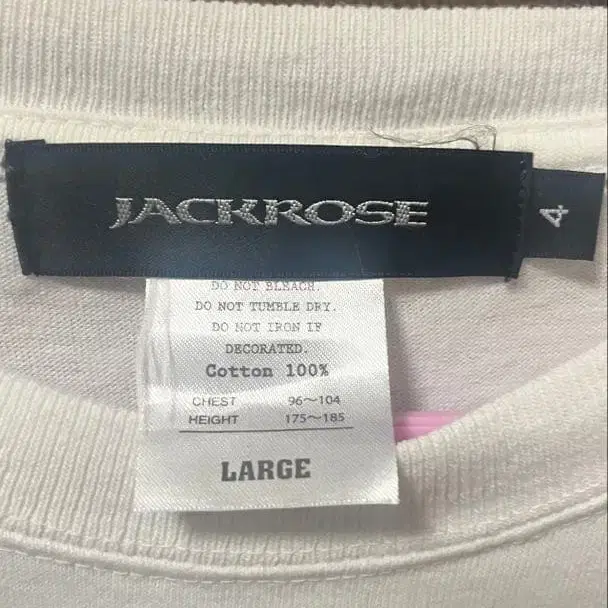 JACKROSE
4
DO NOT BLEACH.
DO NOT TUMBLE DRY.
DO NOT IRON IF
DECORATED.
Cotton 100%
CHEST 96〜104
HEIGHT 175〜185
LARGE